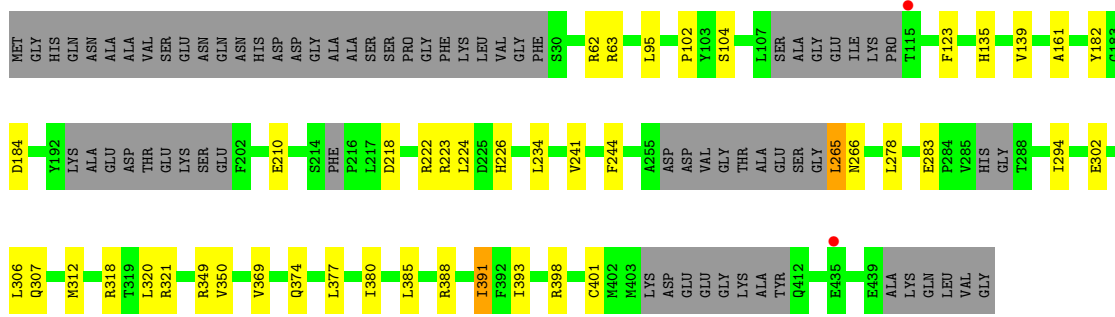 MET GLY HIS GLN ASN ALA ALA VAL SER GLU ASN GLN ASN HIS ASP ASP GLY ALA ALA SER SER PRO GLY PHE LYS LEU VAL GLY PHE S30 R62 R63 L95 P102 Y103 S104 L107 SER ALA GLY GLU ILE LYS PRO T115 F123 H135 V139 A161 Y182 G183
D184 Y192 LYS ALA GLU ASP THR GLU LYS SER GLU F202 E210 S214 PHE P216 L217 D218 R222 R223 L224 D225 H226 L234 V241 F244 A255 ASP ASP VAL GLY THR ALA GLU SER GLY L265 N266 L278 E283 P284 V285 HIS GLY T288 I294 E302
L306 Q307 M312 R318 T319 L320 R321 R349 V350 V369 Q374 L377 I380 L385 R388 I391 F392 I393 R398 C401 M402 M403 LYS ASP GLU GLU GLY LYS ALA TYR Q412 E435 E439 ALA LYS GLN LEU VAL GLY